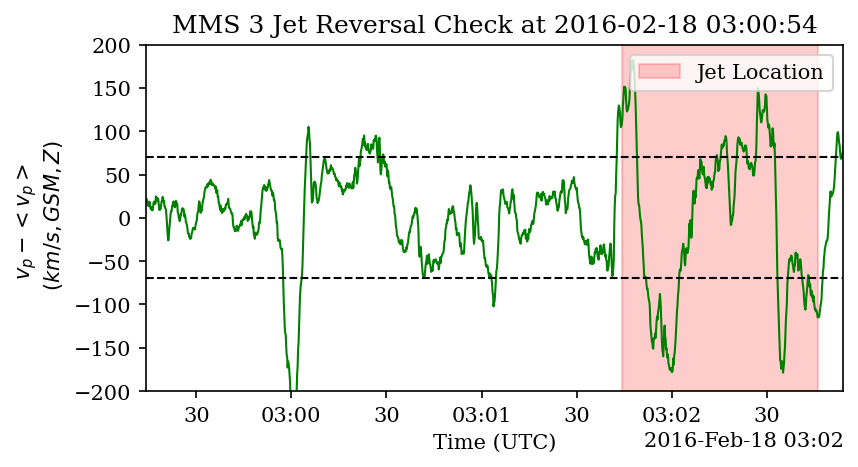 MMS 3 Jet Reversal Check at 2016-02-18 03:00:54
v_p − < v_p >
(km/s, GSM, Z)
200
150
100
50
0
−50
−100
−150
−200
Jet Location
30 03:00 30 03:01 30 03:02 30
Time (UTC)
2016-Feb-18 03:02